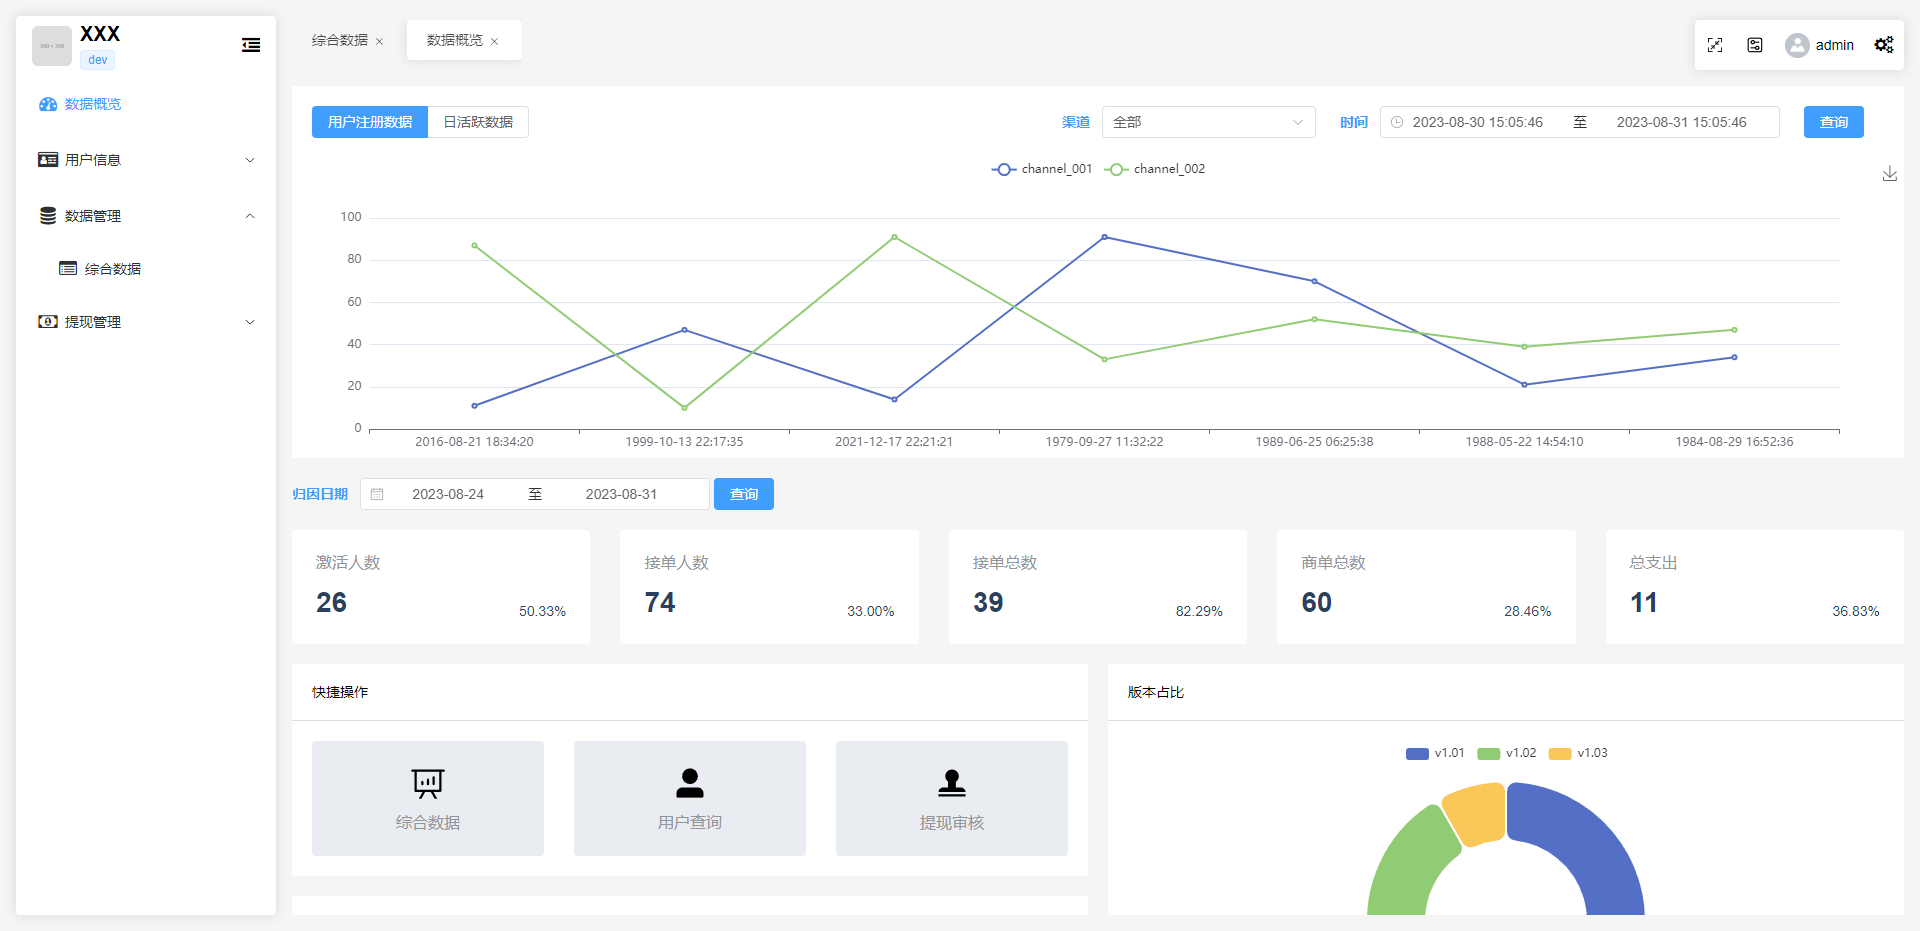 300 × 300
XXX
dev
数据概览
用户信息
数据管理
综合数据
提现管理
综合数据 ×
数据概览 ×
admin
用户注册数据
日活跃数据
渠道
全部
时间
2023-08-30 15:05:46 至 2023-08-31 15:05:46
查询
channel_001
channel_002
100
80
60
40
20
0
2016-08-21 18:34:20
1999-10-13 22:17:35
2021-12-17 22:21:21
1979-09-27 11:32:22
1989-06-25 06:25:38
1988-05-22 14:54:10
1984-08-29 16:52:36
归因日期
2023-08-24 至 2023-08-31
查询
激活人数
26
50.33%
接单人数
74
33.00%
接单总数
39
82.29%
商单总数
60
28.46%
总支出
11
36.83%
快捷操作
综合数据
用户查询
提现审核
版本占比
v1.01
v1.02
v1.03